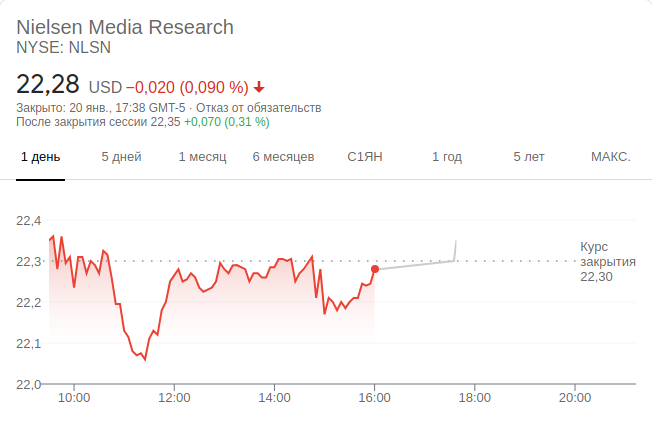 Nielsen Media Research
NYSE: NLSN
22,28 USD −0,020 (0,090 %)
Закрыто: 20 янв., 17:38 GMT-5 · Отказ от обязательств
После закрытия сессии 22,35 +0,070 (0,31 %)
1 день 5 дней 1 месяц 6 месяцев С1ЯН 1 год 5 лет МАКС.
22,4
22,3
22,2
22,1
22,0
Курс
закрытия
22,30
10:00 12:00 14:00 16:00 18:00 20:00